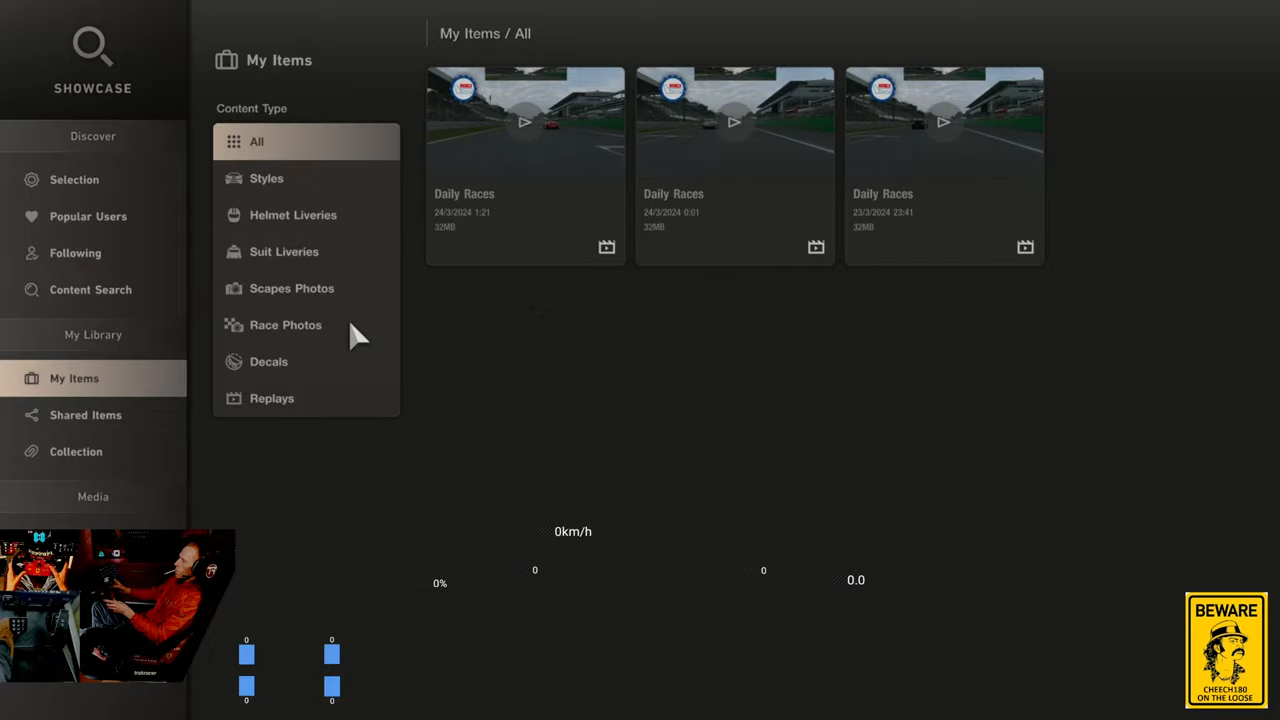 SHOWCASE
Discover
Selection
Popular Users
Following
Content Search
My Library
My Items
Shared Items
Collection
Media
My Items
Content Type
All
Styles
Helmet Liveries
Suit Liveries
Scapes Photos
Race Photos
Decals
Replays
My Items / All
Daily Races
24/3/2024 1:21
32MB
Daily Races
24/3/2024 0:01
32MB
Daily Races
23/3/2024 23:41
32MB
0km/h
0%
0
0
0.0
0
0
0
0
BEWARE
CHEECH180
ON THE LOOSE